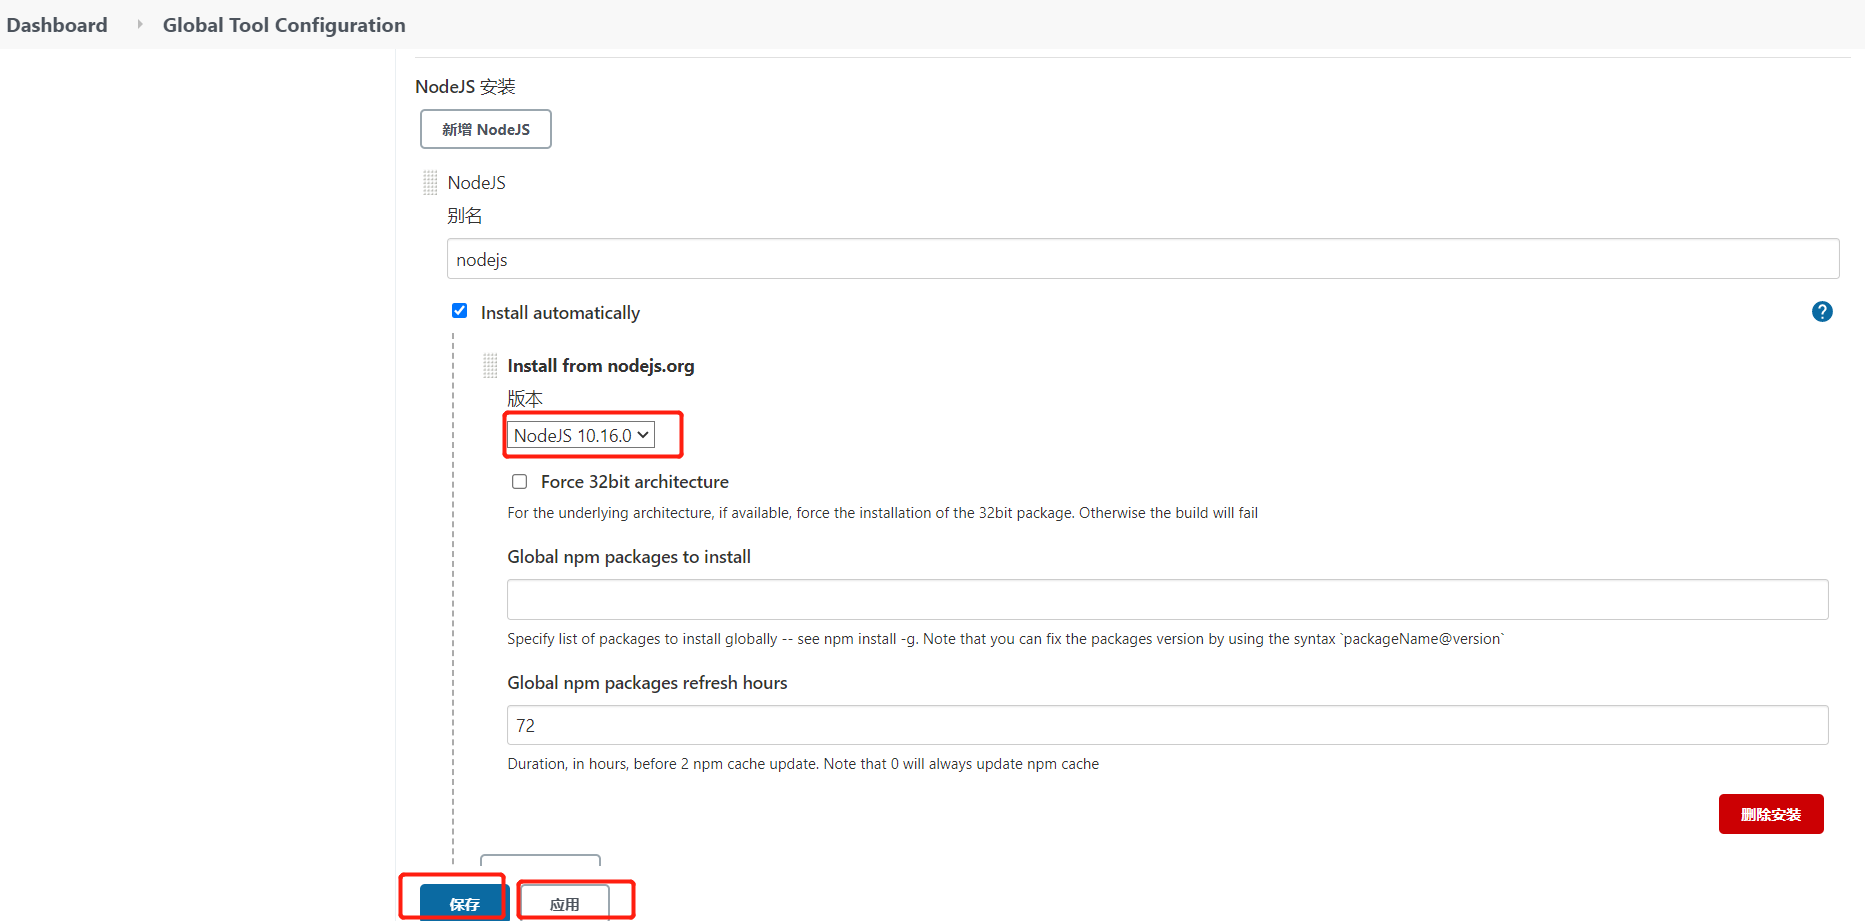 Dashboard Global Tool Configuration
NodeJS 安装
新增 NodeJS
NodeJS
别名
nodejs
Install automatically
?
Install from nodejs.org
版本
NodeJS 10.16.0
Force 32bit architecture
For the underlying architecture, if available, force the installation of the 32bit package. Otherwise the build will fail
Global npm packages to install
Specify list of packages to install globally -- see npm install -g. Note that you can fix the packages version by using the syntax `packageName@version`
Global npm packages refresh hours
72
Duration, in hours, before 2 npm cache update. Note that 0 will always update npm cache
删除安装
保存 应用